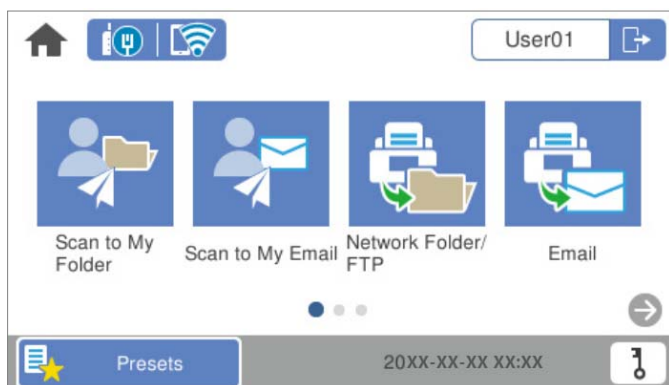 User01
Scan to My
Folder
Scan to My Email
Network Folder/
FTP
Email
Presets
20XX-XX-XX XX:XX